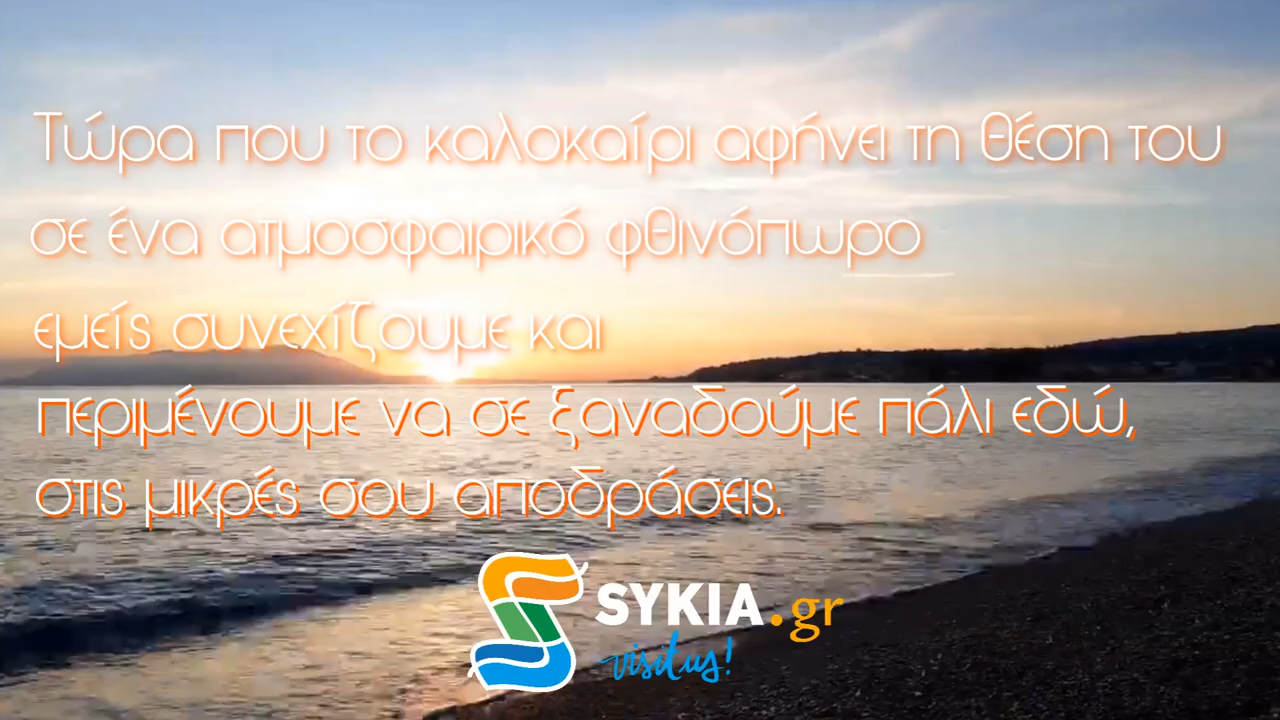 Τώρα που το καλοκαίρι αφήνει τη θέση του
σε ένα ατμοσφαιρικό φθινόπωρο
εμείς συνεχίζουμε και
περιμένουμε να σε ξαναδούμε πάλι εδώ,
στις μικρές σου αποδράσεις.
SYKIA.gr
visit us!